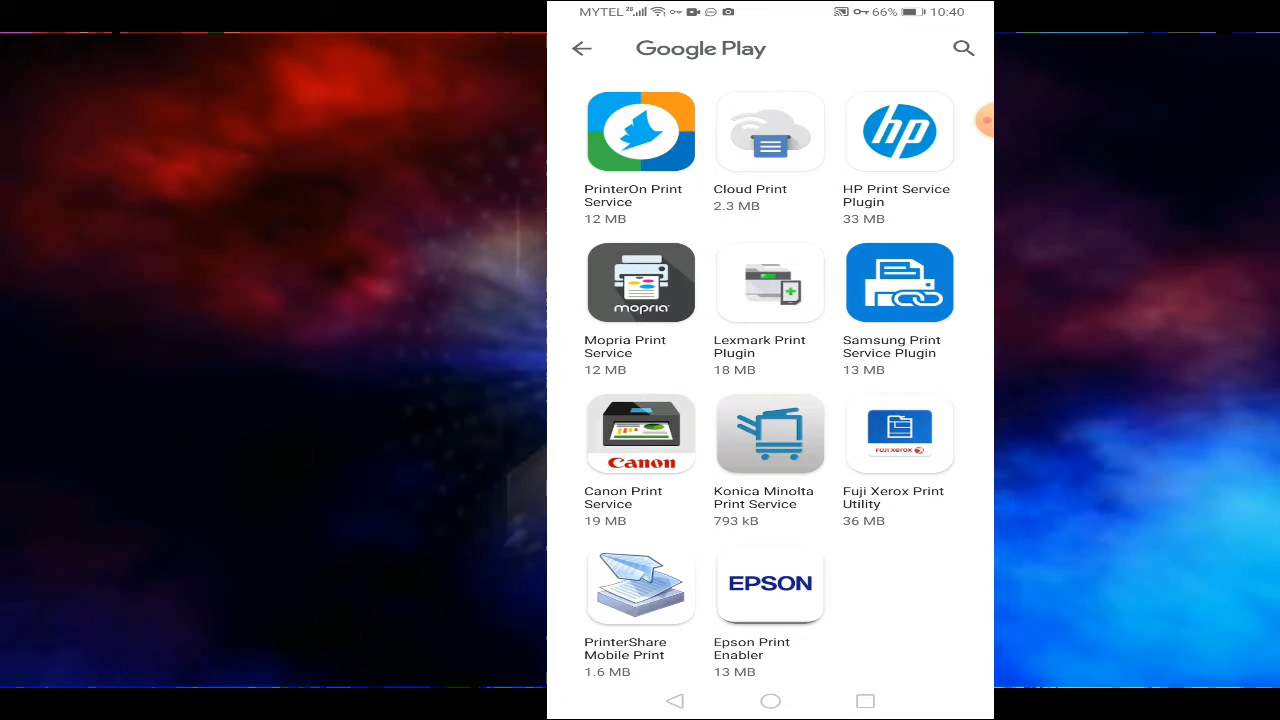 MYTEL 66% 10:40
Google Play
hp
PrinterOn Print
Service
12 MB
Cloud Print
2.3 MB
HP Print Service
Plugin
33 MB
mopria
Mopria Print
Service
12 MB
Lexmark Print
Plugin
18 MB
Samsung Print
Service Plugin
13 MB
Canon
FUJI XEROX
Canon Print
Service
19 MB
Konica Minolta
Print Service
793 kB
Fuji Xerox Print
Utility
36 MB
EPSON
PrinterShare
Mobile Print
1.6 MB
Epson Print
Enabler
13 MB